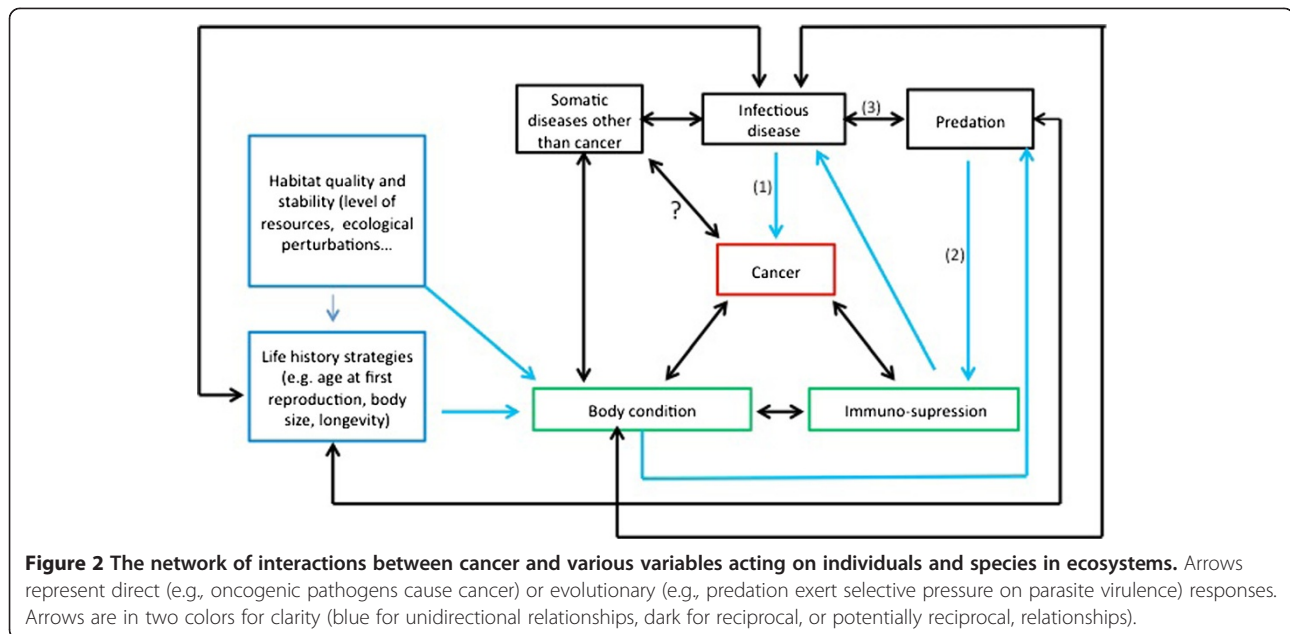 Somatic
diseases other
than cancer
Infectious
disease
(3)
Predation
Habitat quality and
stability (level of
resources, ecological
perturbations...
(1)
?
(2)
Cancer
Life history strategies
(e.g. age at first
reproduction, body
size, longevity)
Body condition
Immuno-supression
Figure 2 The network of interactions between cancer and various variables acting on individuals and species in ecosystems. Arrows
represent direct (e.g., oncogenic pathogens cause cancer) or evolutionary (e.g., predation exert selective pressure on parasite virulence) responses.
Arrows are in two colors for clarity (blue for unidirectional relationships, dark for reciprocal, or potentially reciprocal, relationships).